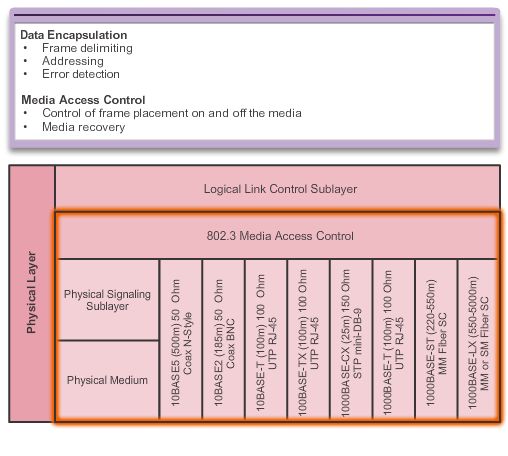 Data Encapsulation
• Frame delimiting
• Addressing
• Error detection
Media Access Control
• Control of frame placement on and off the media
• Media recovery
Physical Layer
Logical Link Control Sublayer
802.3 Media Access Control
Physical Signaling
Sublayer
Physical Medium
10BASE5 (500m) 50 Ohm
Coax N-Style
10BASE2 (185m) 50 Ohm
Coax BNC
10BASE-T (100m) 100 Ohm
UTP RJ-45
100BASE-TX (100m) 100 Ohm
UTP RJ-45
1000BASE-CX (25m) 150 Ohm
STP mini-DB-9
1000BASE-T (100m) 100 Ohm
UTP RJ-45
1000BASE-ST (220-550m)
MM Fiber SC
1000BASE-LX (550-5000m)
MM or SM Fiber SC